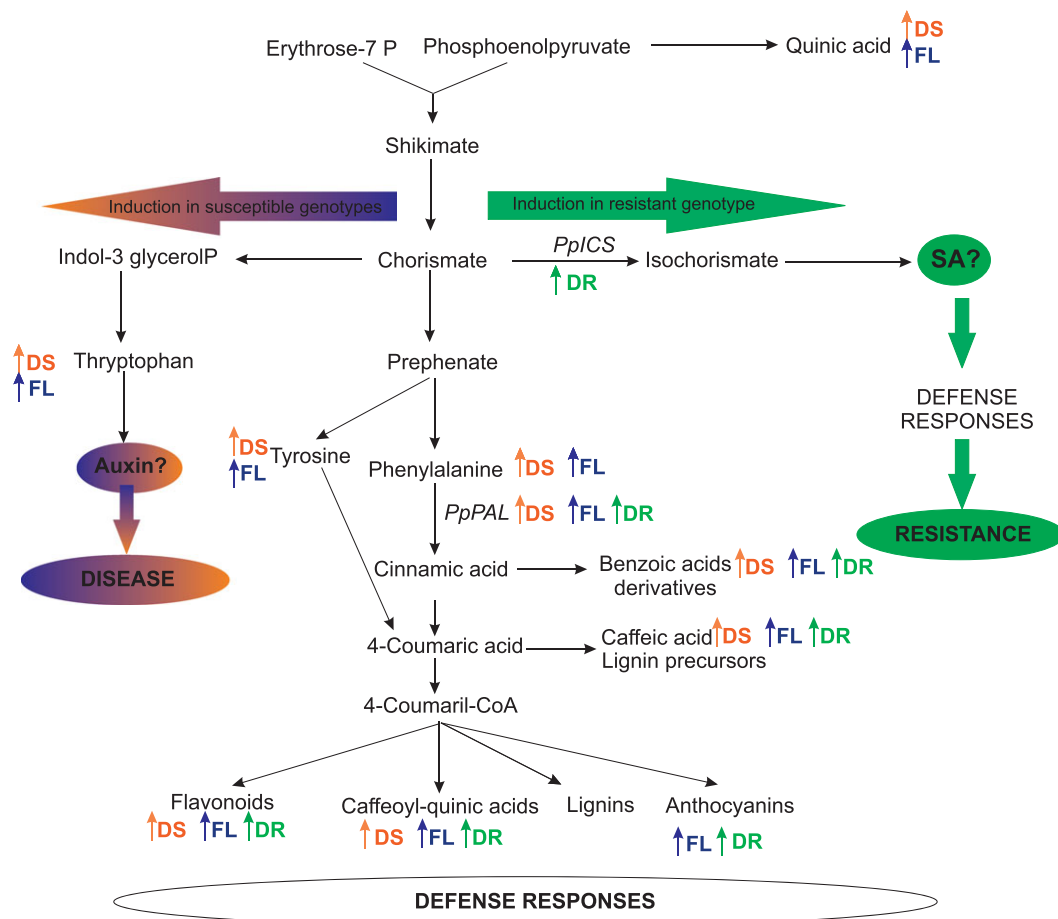 Erythrose-7 P
Phosphoenolpyruvate
Quinic acid
DS
FL
Shikimate
Induction in susceptible genotypes
Induction in resistant genotype
Indol-3 glycerolP
Chorismate
PpICS
DR
Isochorismate
SA?
DS
FL
Thryptophan
Prephenate
DEFENSE
RESPONSES
DS
FL
Tyrosine
Auxin?
Phenylalanine DS FL
PpPAL DS FL DR
RESISTANCE
DISEASE
Cinnamic acid
Benzoic acids DS FL DR
derivatives
4-Coumaric acid
Caffeic acid DS FL DR
Lignin precursors
4-Coumaril-CoA
Flavonoids
DS FL DR
Caffeoyl-quinic acids
DS FL DR
Lignins
Anthocyanins
FL DR
DEFENSE RESPONSES